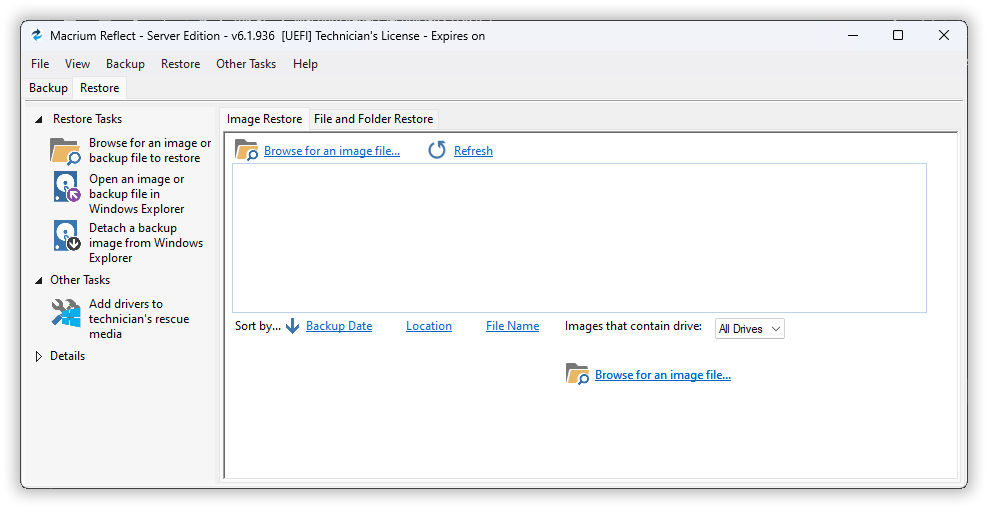 Macrium Reflect - Server Edition - v6.1.936 [UEFI] Technician's License - Expires on
File View Backup Restore Other Tasks Help
Backup Restore
Restore Tasks
Browse for an image or
backup file to restore
Open an image or
backup file in
Windows Explorer
Detach a backup
image from Windows
Explorer
Other Tasks
Add drivers to
technician's rescue
media
Details
Image Restore File and Folder Restore
Browse for an image file... Refresh
Sort by... Backup Date Location File Name Images that contain drive: All Drives
Browse for an image file...